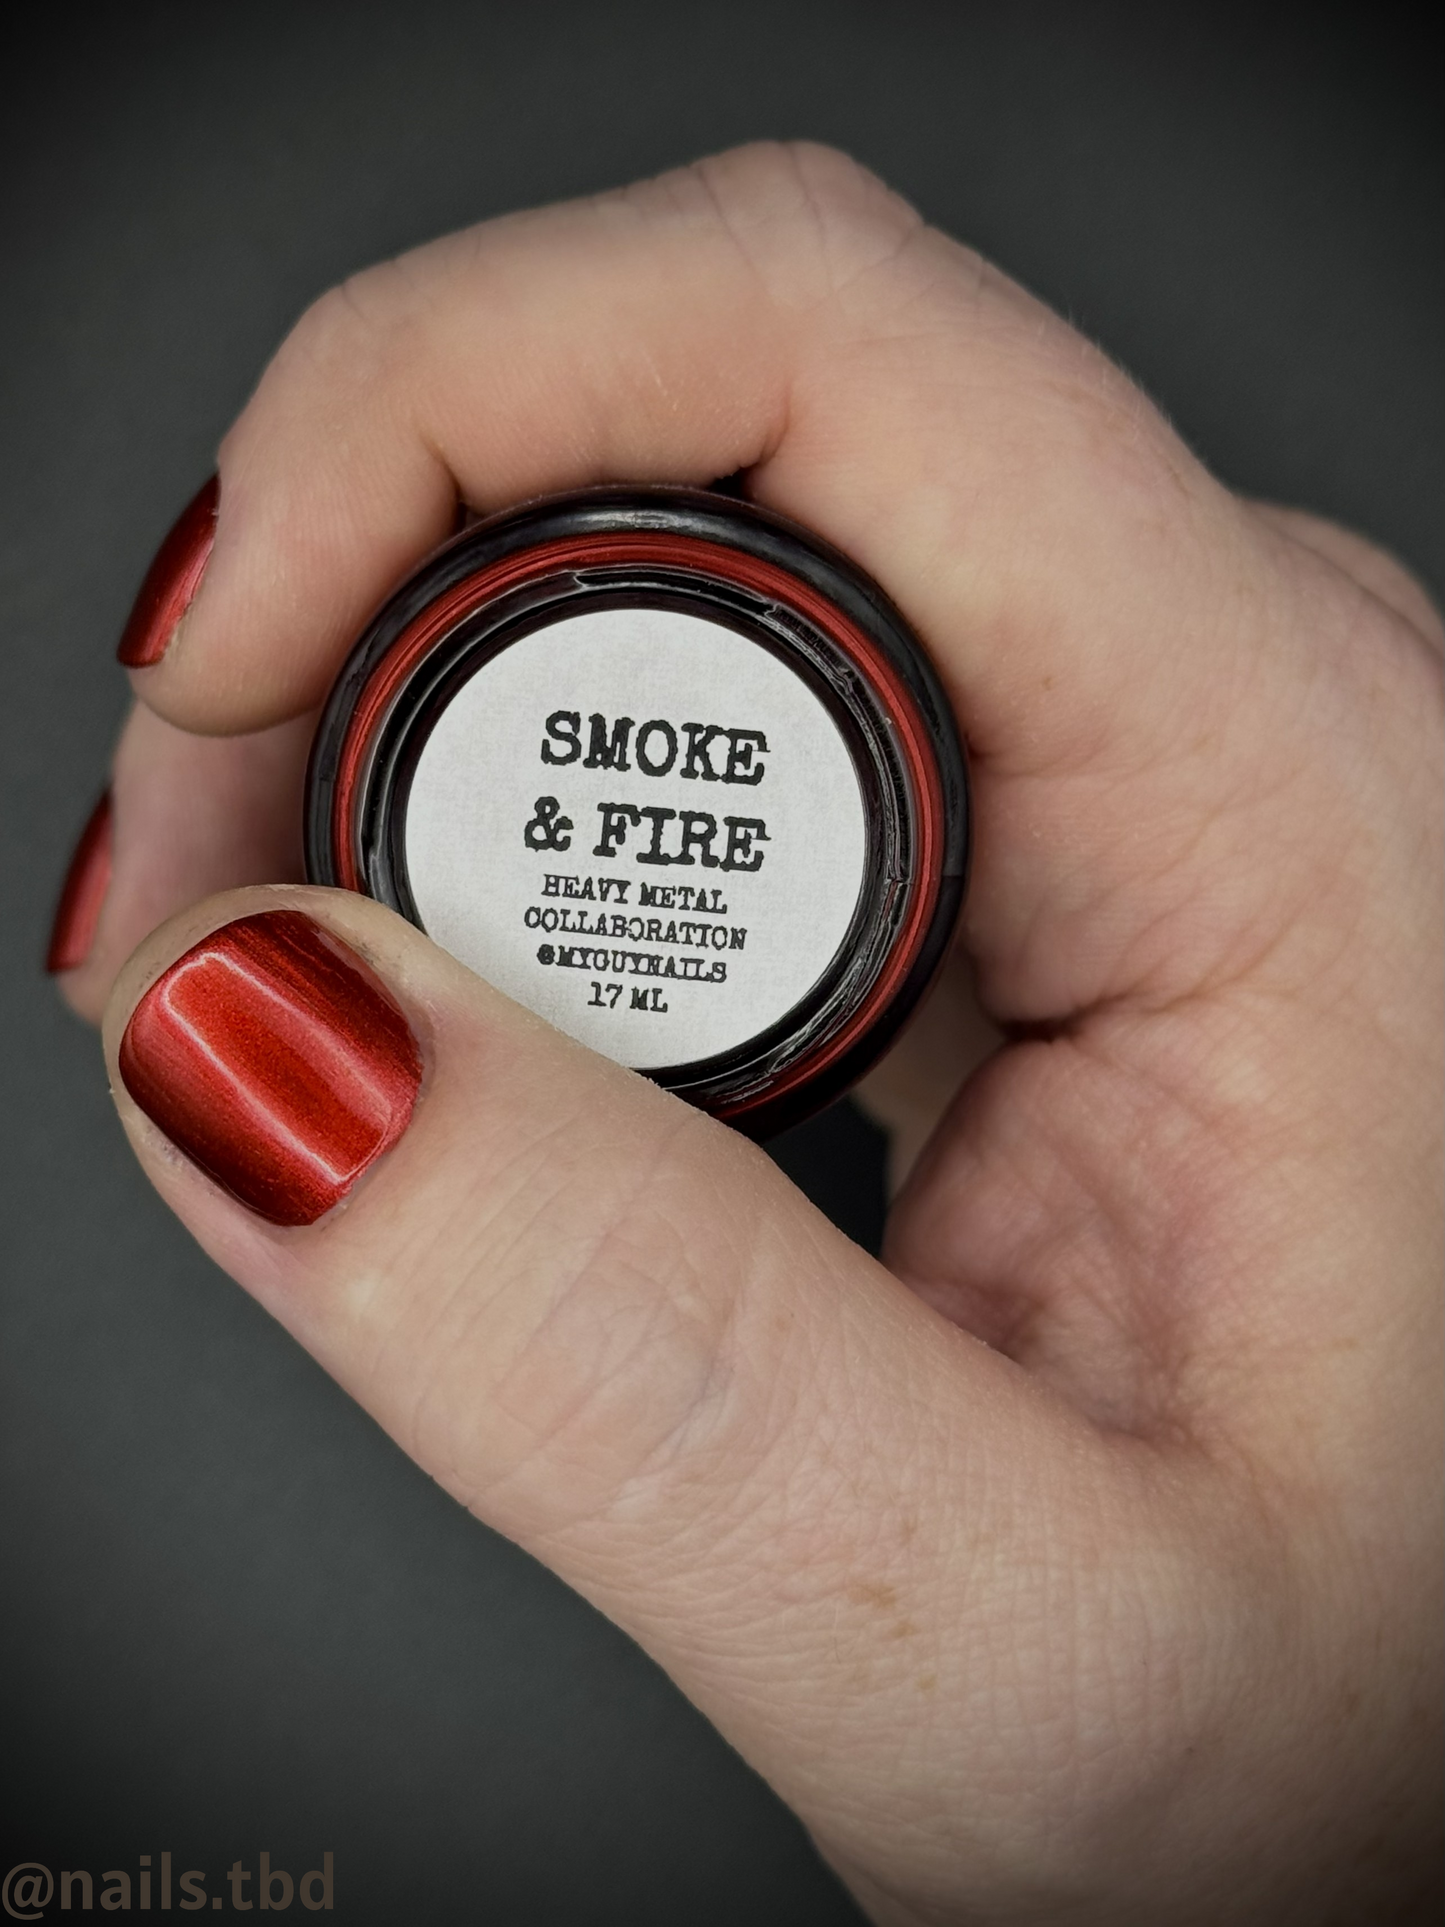 SMOKE
& FIRE
HEAVY METAL
COLLABORATION
@MYGUYNAILS
17 ML
@nails.tbd